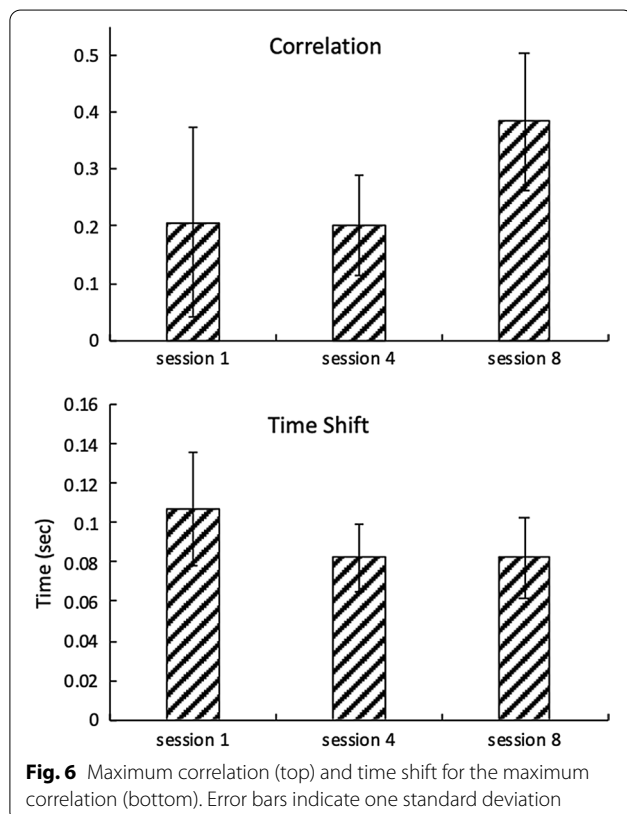 Correlation
0.5
0.4
0.3
0.2
0.1
0
session 1 session 4 session 8
Time Shift
Time (sec)
0.16
0.14
0.12
0.1
0.08
0.06
0.04
0.02
0
session 1 session 4 session 8
Fig. 6 Maximum correlation (top) and time shift for the maximum
correlation (bottom). Error bars indicate one standard deviation